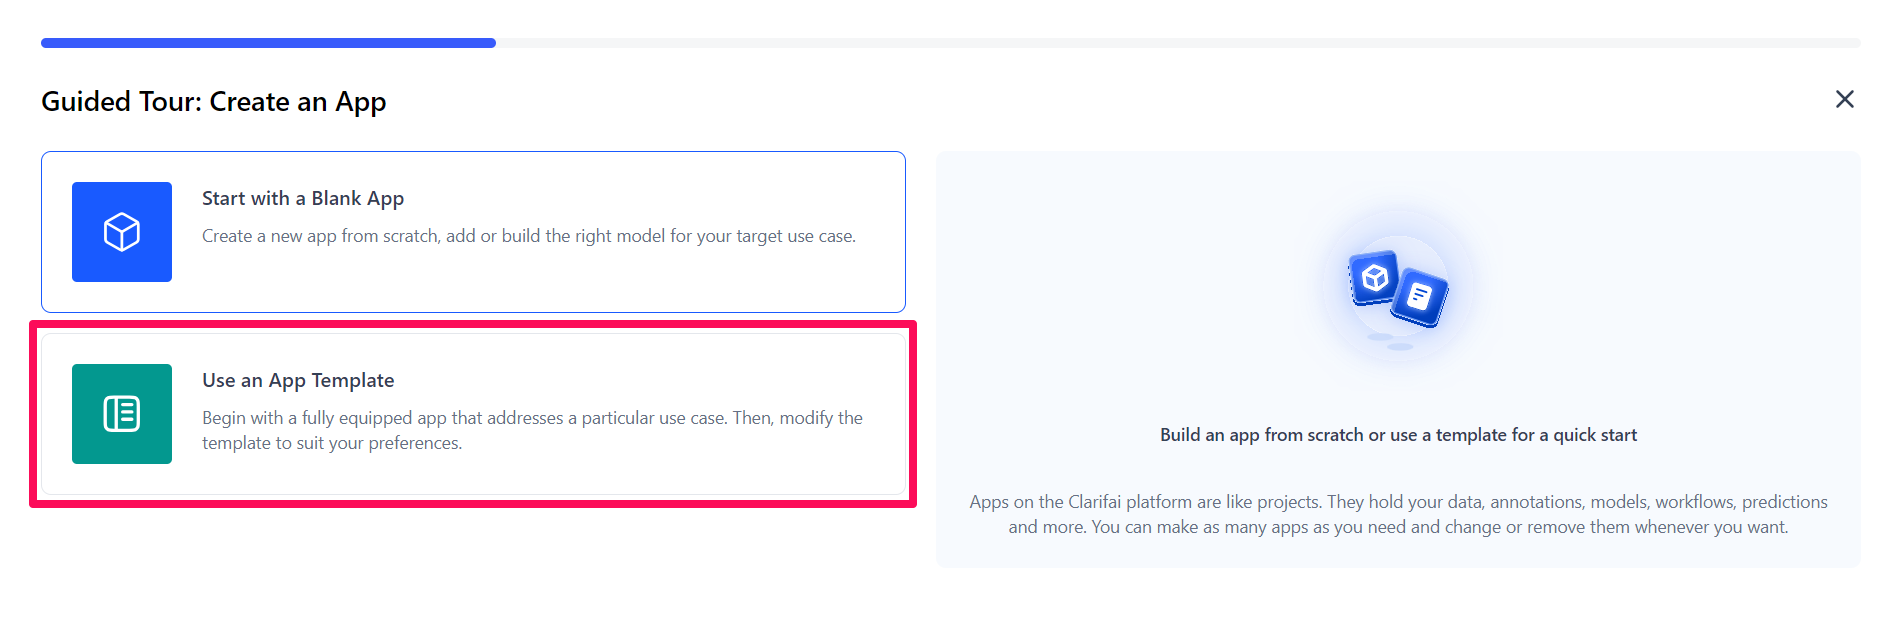 Guided Tour: Create an App
Start with a Blank App
Create a new app from scratch, add or build the right model for your target use case.
Use an App Template
Begin with a fully equipped app that addresses a particular use case. Then, modify the
template to suit your preferences.
Build an app from scratch or use a template for a quick start
Apps on the Clarifai platform are like projects. They hold your data, annotations, models, workflows, predictions
and more. You can make as many apps as you need and change or remove them whenever you want.